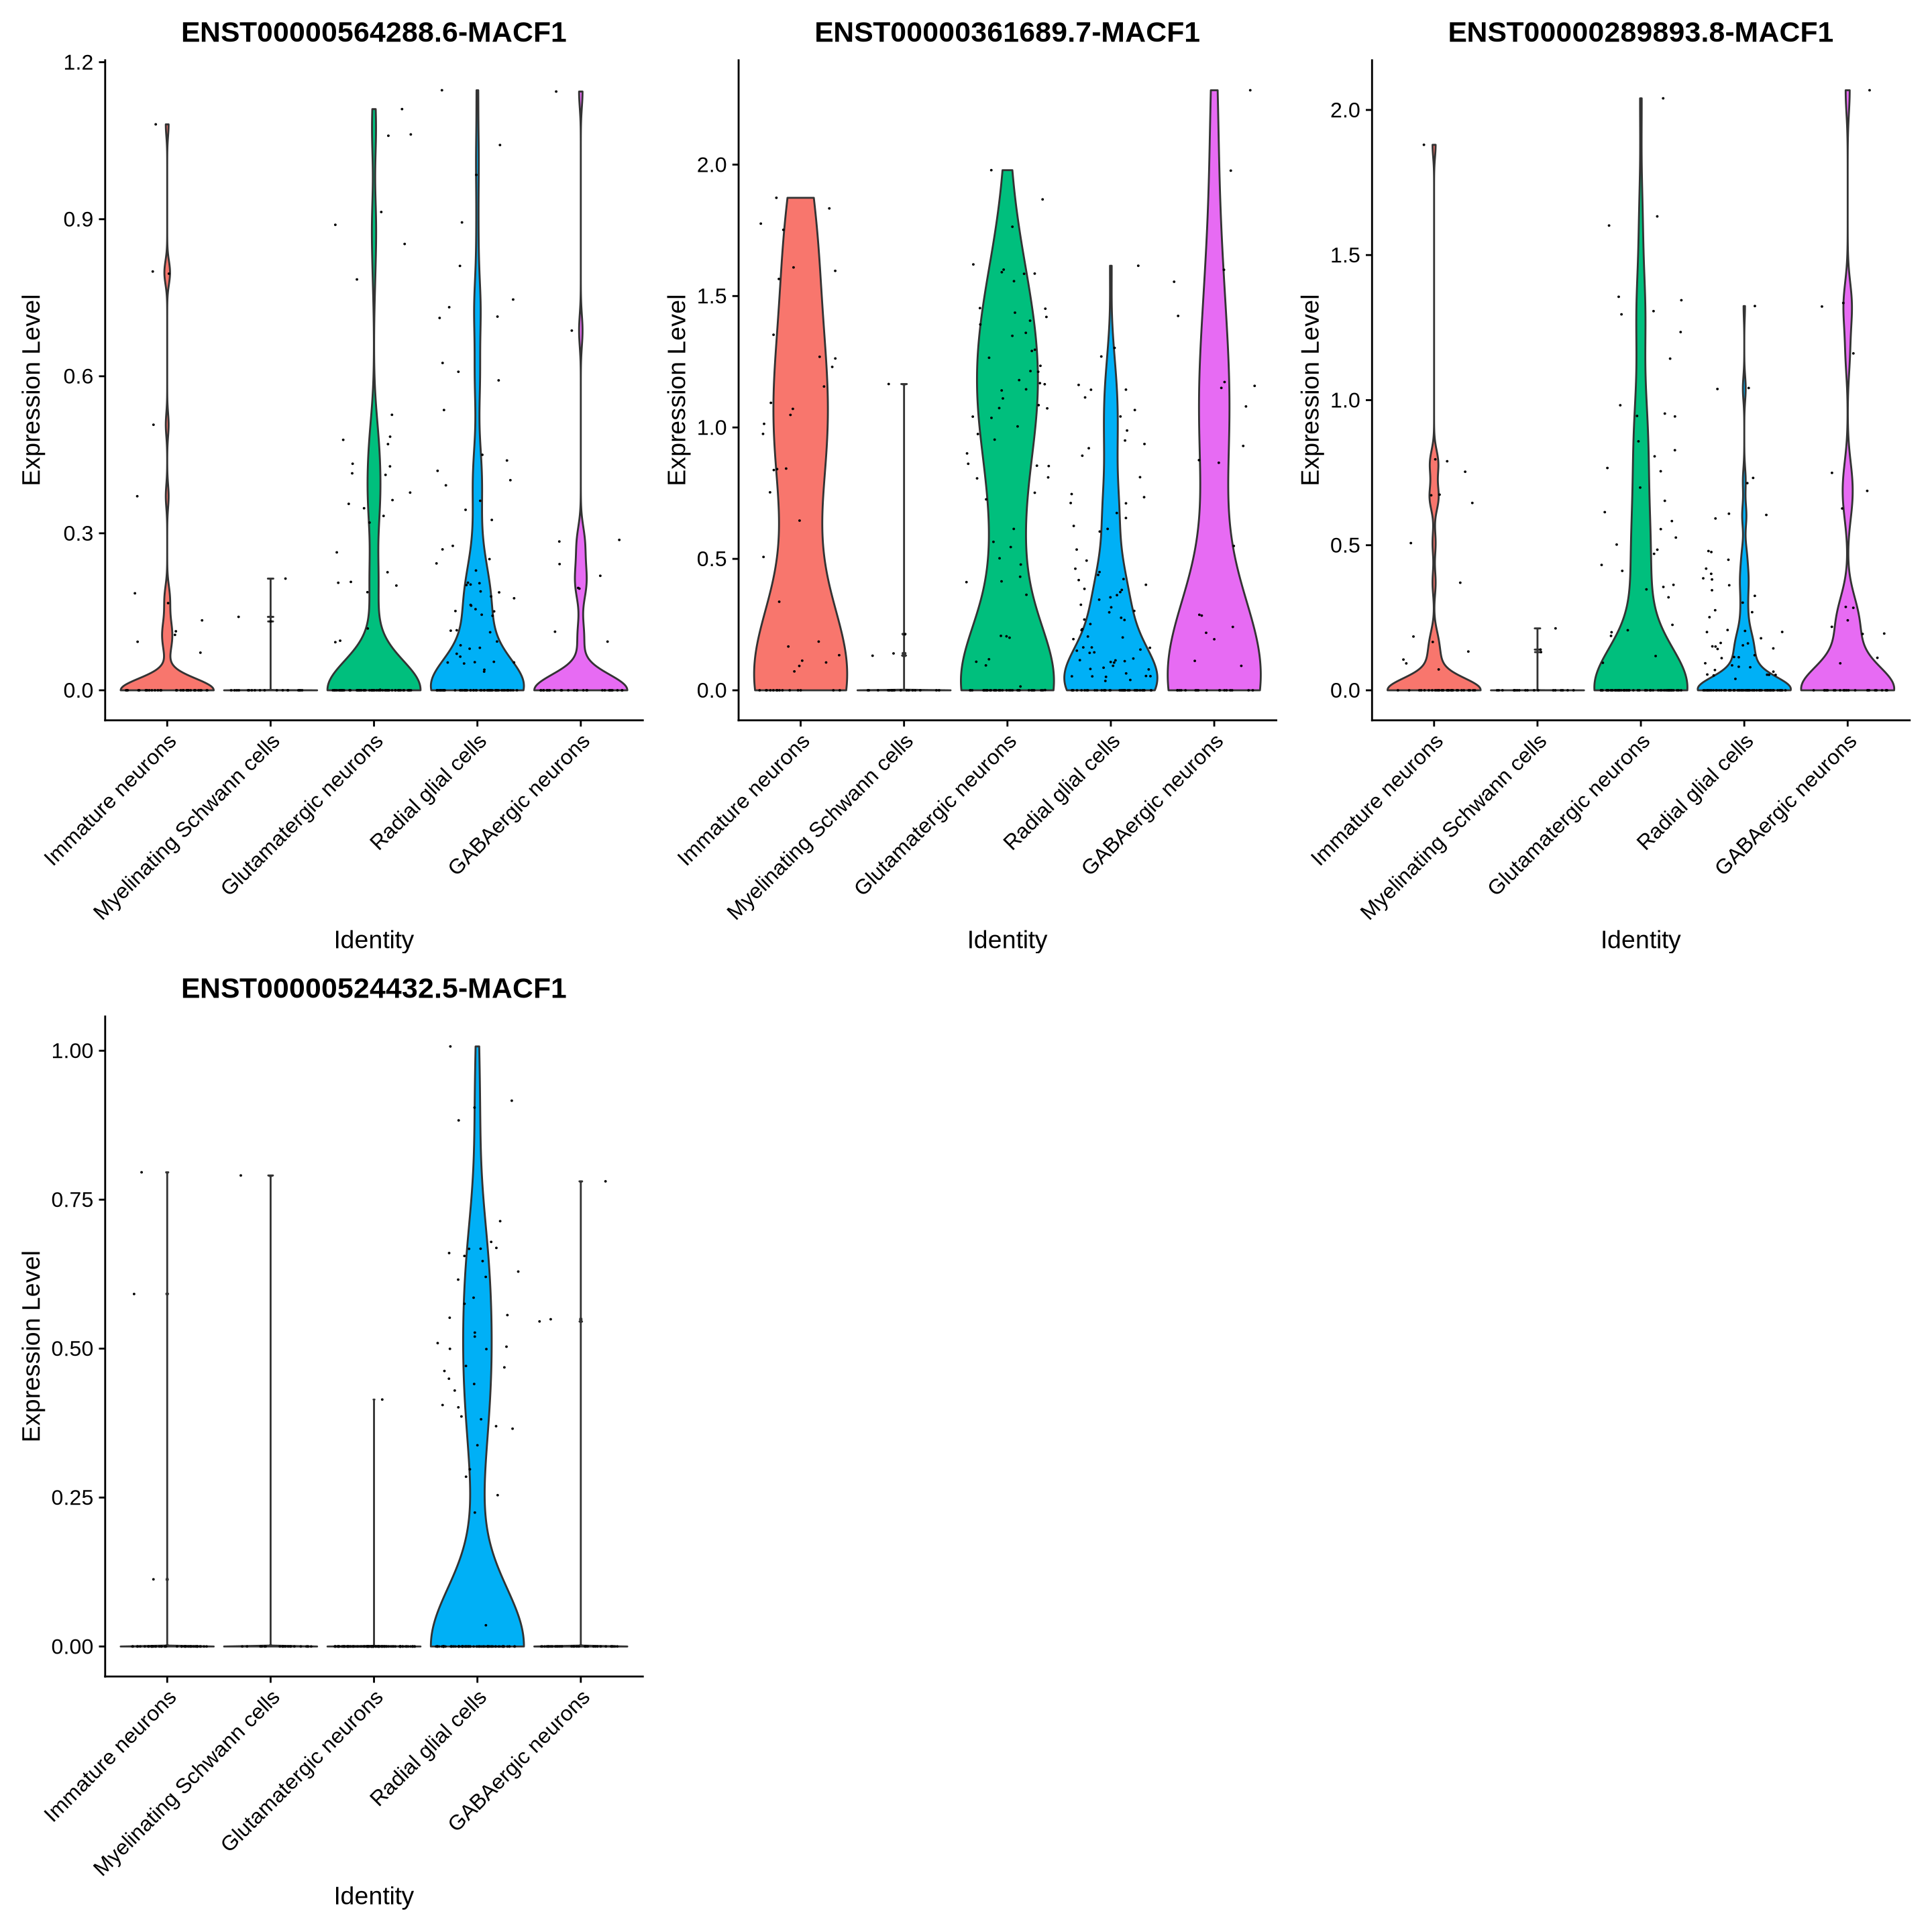 ENST00000564288.6-MACF1
Expression Level
1.2
0.9
0.6
0.3
0.0
Immature neurons
Myelinating Schwann cells
Glutamatergic neurons
Radial glial cells
GABAergic neurons
Identity
ENST00000361689.7-MACF1
Expression Level
2.0
1.5
1.0
0.5
0.0
Immature neurons
Myelinating Schwann cells
Glutamatergic neurons
Radial glial cells
GABAergic neurons
Identity
ENST00000289893.8-MACF1
Expression Level
2.0
1.5
1.0
0.5
0.0
Immature neurons
Myelinating Schwann cells
Glutamatergic neurons
Radial glial cells
GABAergic neurons
Identity
ENST00000524432.5-MACF1
Expression Level
1.00
0.75
0.50
0.25
0.00
Immature neurons
Myelinating Schwann cells
Glutamatergic neurons
Radial glial cells
GABAergic neurons
Identity